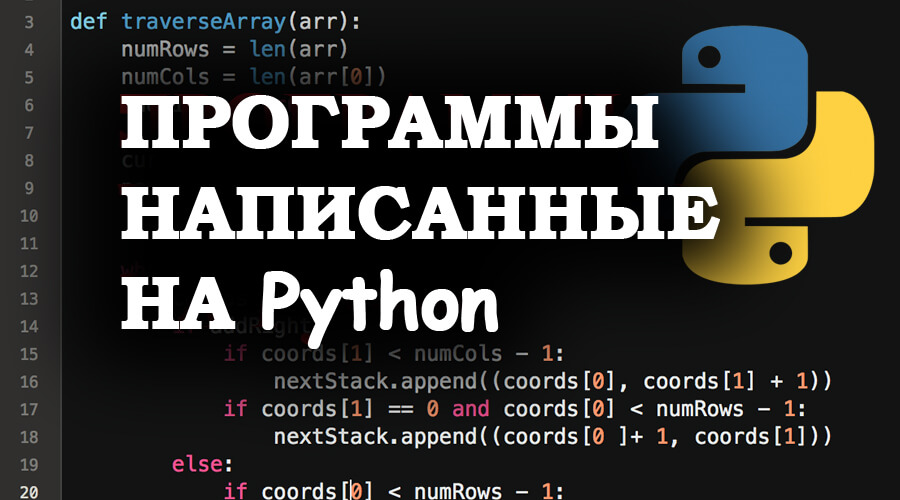 3 def traverseArray(arr):
4 numRows = len(arr)
5 numCols = len(arr[0])
6
7
8
9
10
11
12
13
14
ПРОГРАММЫ
НАПИСАННЫЕ
НА Python
15 if coords[1] < numCols - 1:
16 nextStack.append((coords[0], coords[1] + 1))
17 if coords[1] == 0 and coords[0] < numRows - 1:
18 nextStack.append((coords[0 ]+ 1, coords[1]))
19 else:
20 if coords[0] < numRows - 1: